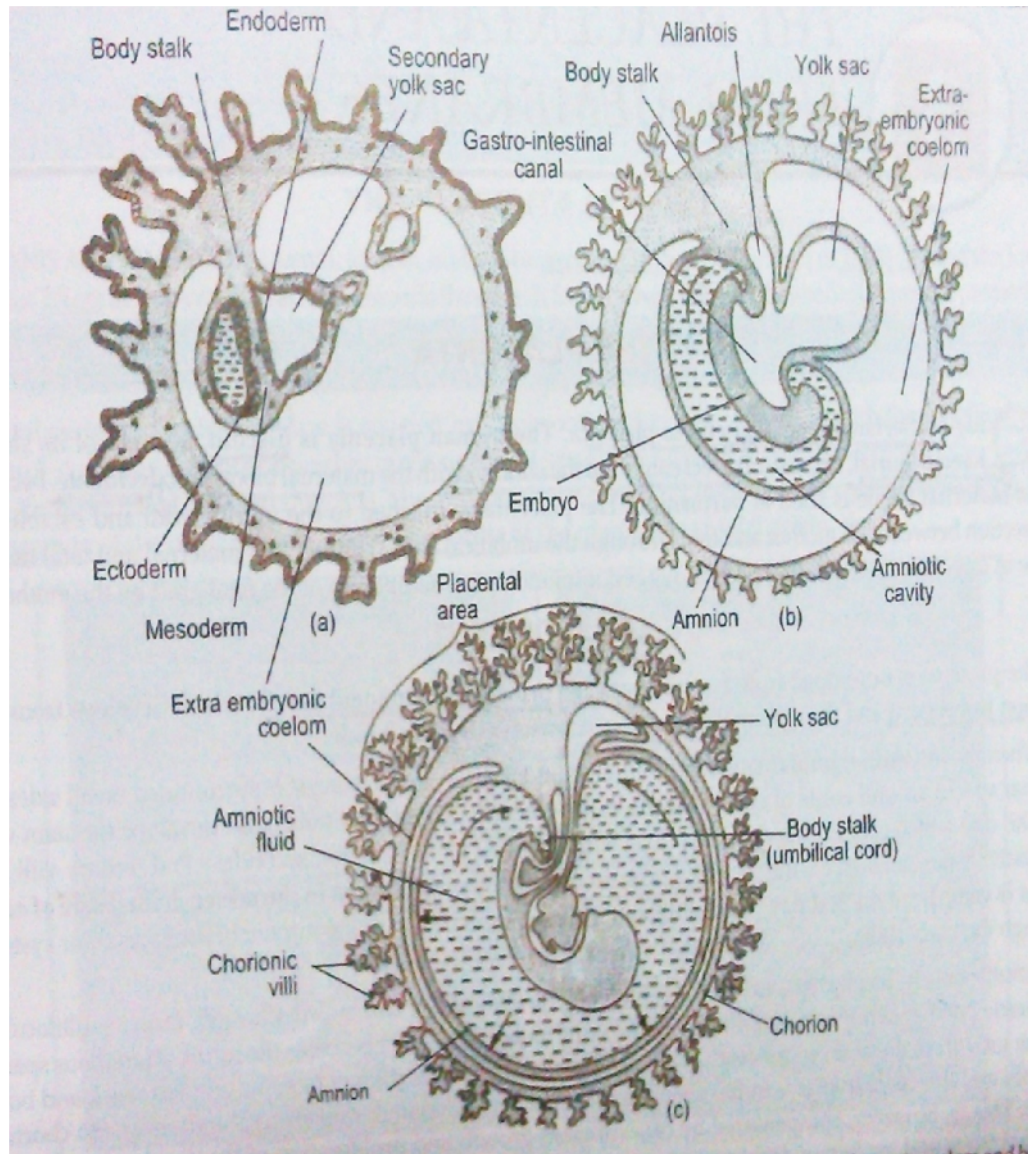 Endoderm
Body stalk
Secondary
yolk sac
Allantois
Body stalk
Yolk sac
Gastro-intestinal
canal
Extra-
embryonic
coelom
Embryo
Ectoderm
Mesoderm
(a)
Placental
area
Amnion
(b)
Amniotic
cavity
Extra embryonic
coelom
Yolk sac
Amniotic
fluid
Body stalk
(umbilical cord)
Chorionic
villi
Chorion
Amnion
(c)